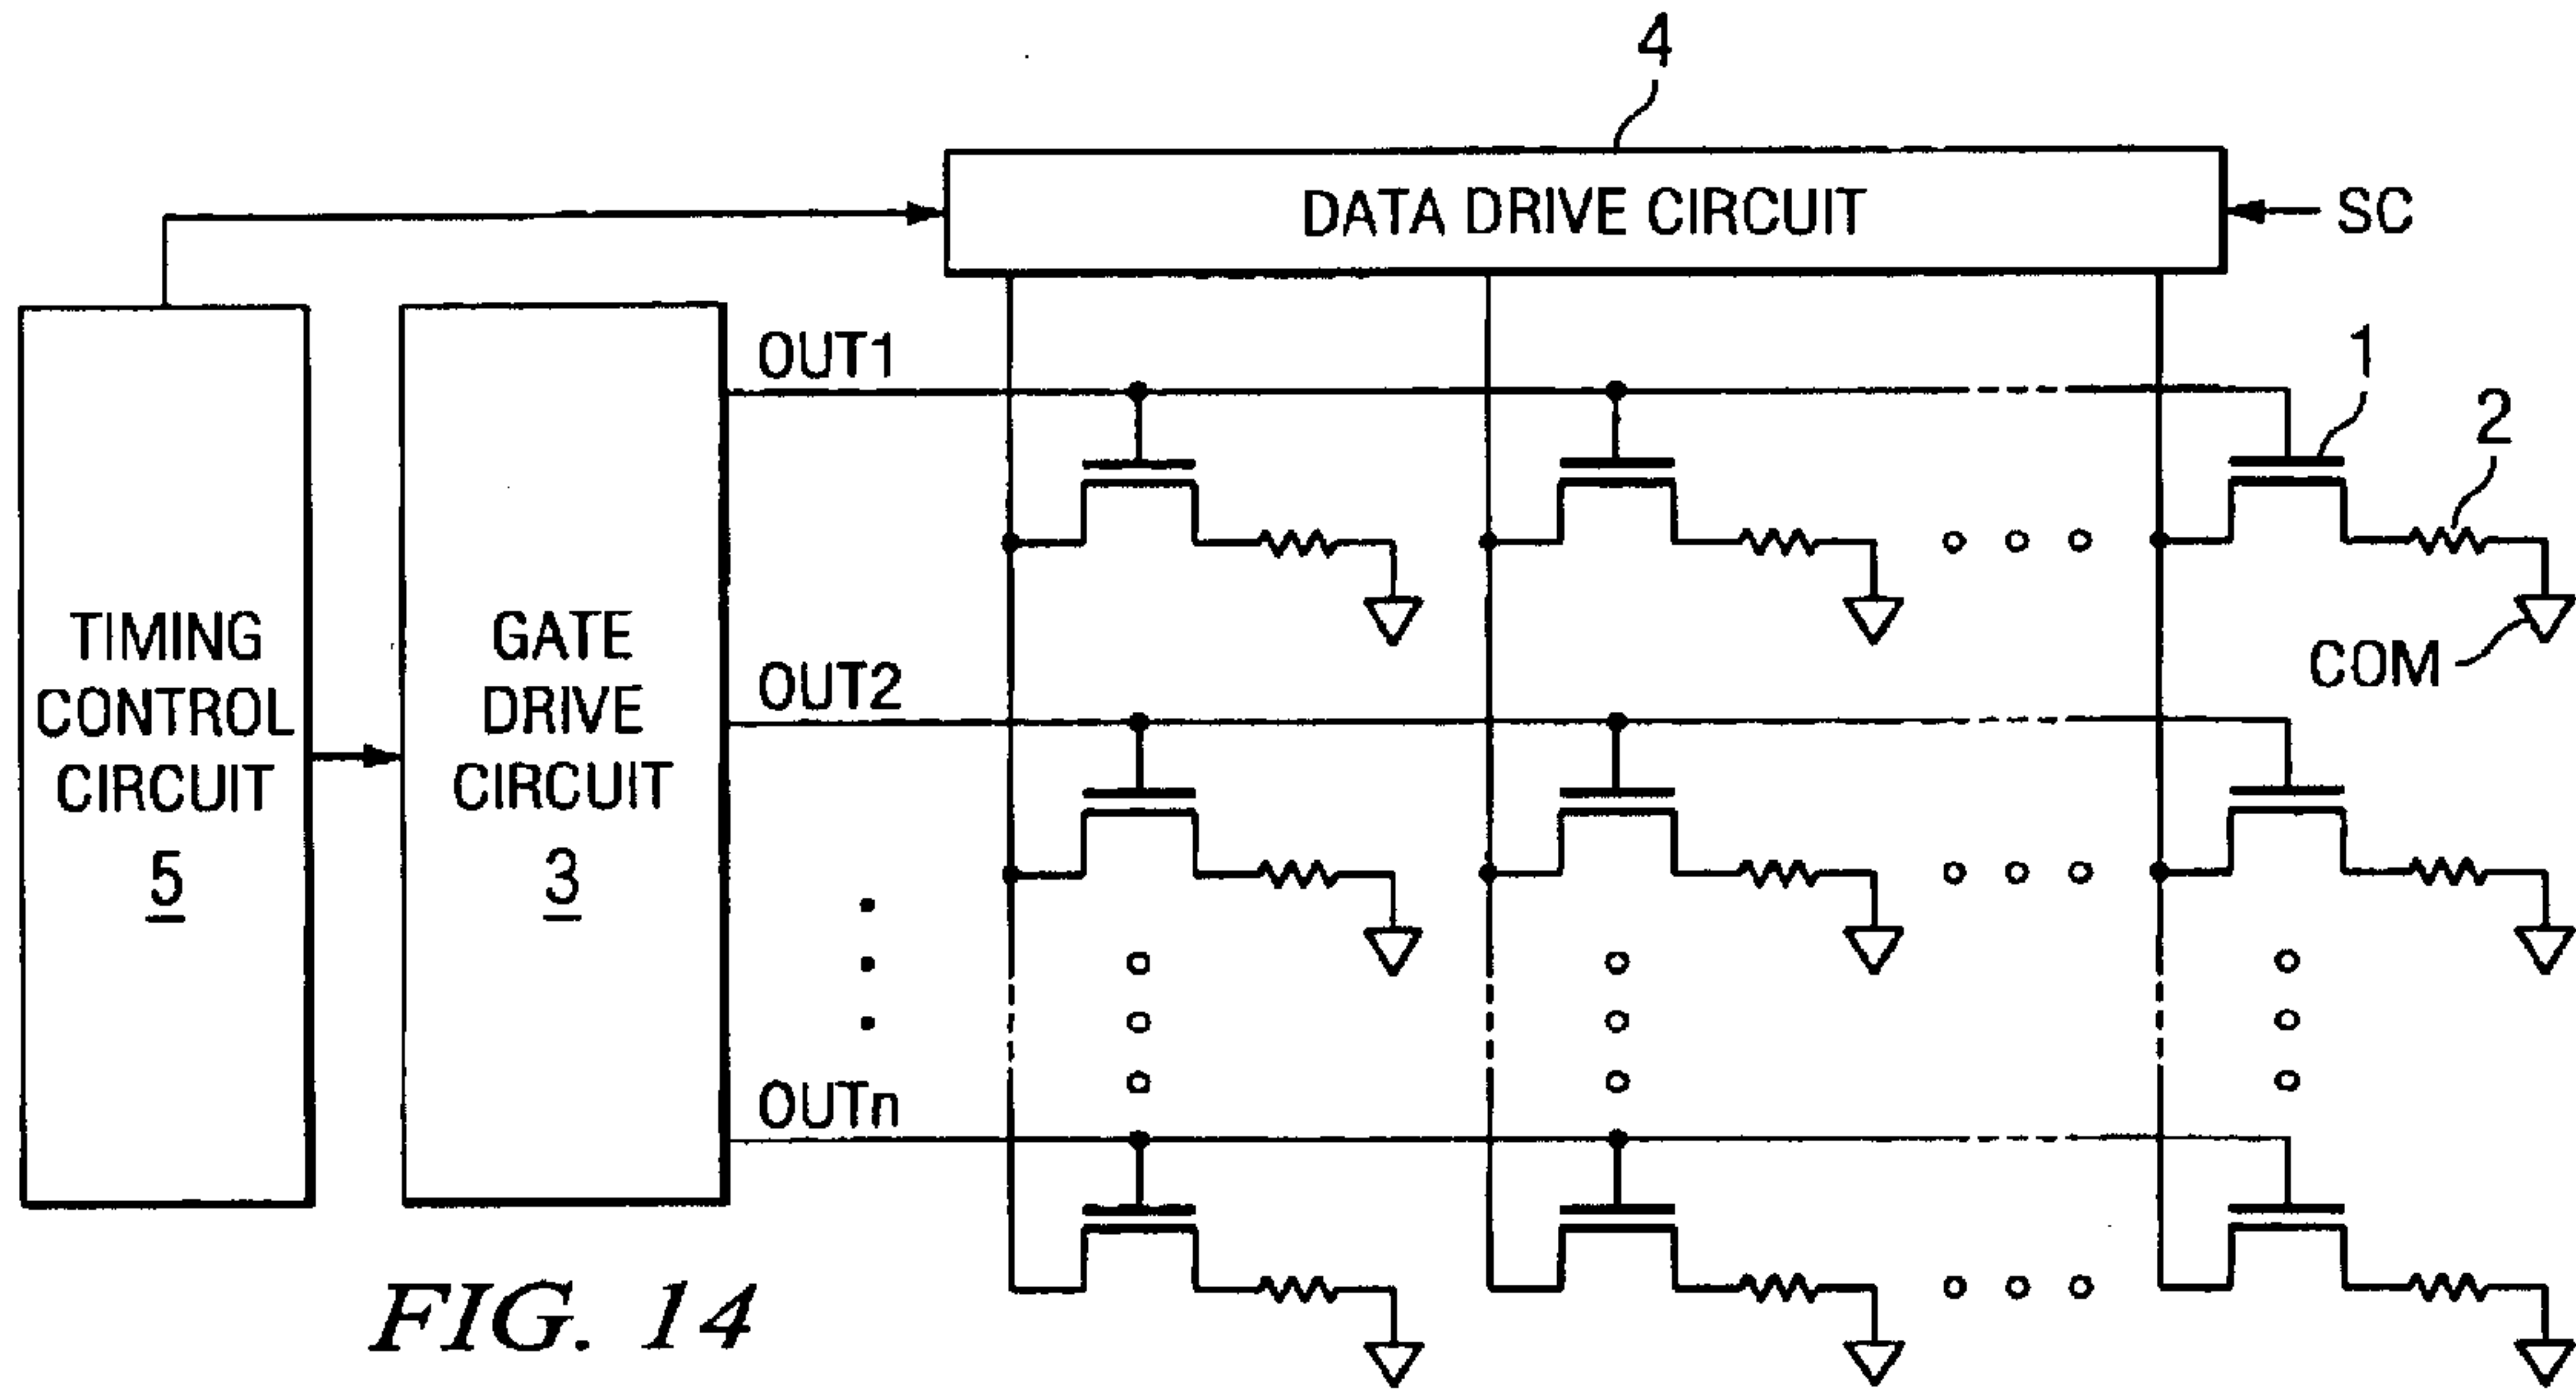 4
DATA DRIVE CIRCUIT
SC
OUT1
1
2
TIMING
CONTROL
CIRCUIT
5
GATE
DRIVE
CIRCUIT
3
COM
OUT2
OUTn
FIG. 14